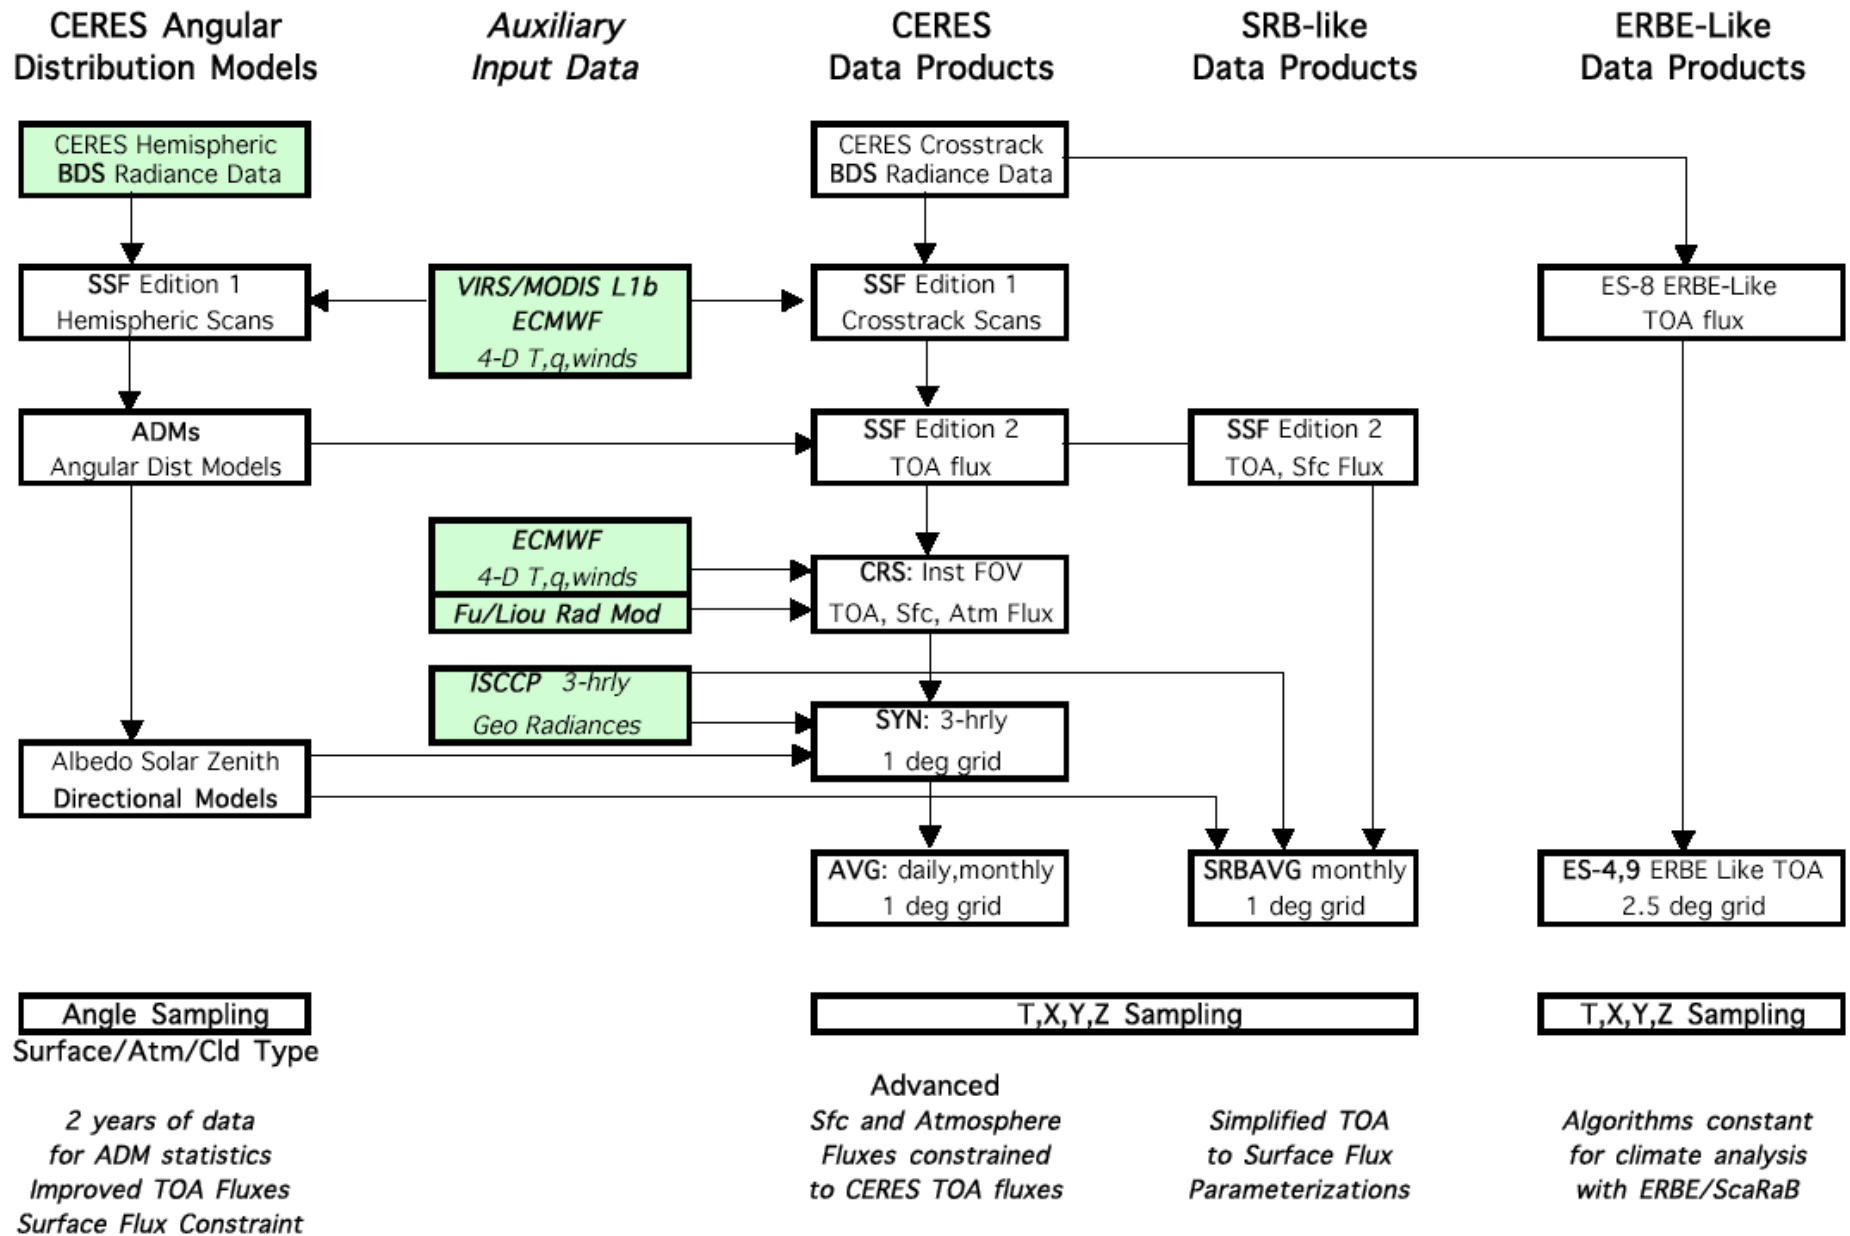 CERES Angular
Distribution Models
Auxiliary
Input Data
CERES
Data Products
SRB-like
Data Products
ERBE-Like
Data Products
CERES Hemispheric
BDS Radiance Data
CERES Crosstrack
BDS Radiance Data
SSF Edition 1
Hemispheric Scans
VIRS/MODIS L1b
ECMWF
4-D T,q,winds
SSF Edition 1
Crosstrack Scans
ES-8 ERBE-Like
TOA flux
ADMs
Angular Dist Models
SSF Edition 2
TOA flux
SSF Edition 2
TOA, Sfc Flux
ECMWF
4-D T,q,winds
Fu/Liou Rad Mod
CRS: Inst FOV
TOA, Sfc, Atm Flux
ISCCP 3-hrly
Geo Radiances
SYN: 3-hrly
1 deg grid
Albedo Solar Zenith
Directional Models
AVG: daily,monthly
1 deg grid
SRBAVG monthly
1 deg grid
ES-4,9 ERBE Like TOA
2.5 deg grid
Angle Sampling
Surface/Atm/Cld Type
T,X,Y,Z Sampling
T,X,Y,Z Sampling
2 years of data
for ADM statistics
Improved TOA Fluxes
Surface Flux Constraint
Advanced
Sfc and Atmosphere
Fluxes constrained
to CERES TOA fluxes
Simplified TOA
to Surface Flux
Parameterizations
Algorithms constant
for climate analysis
with ERBE/ScaRaB